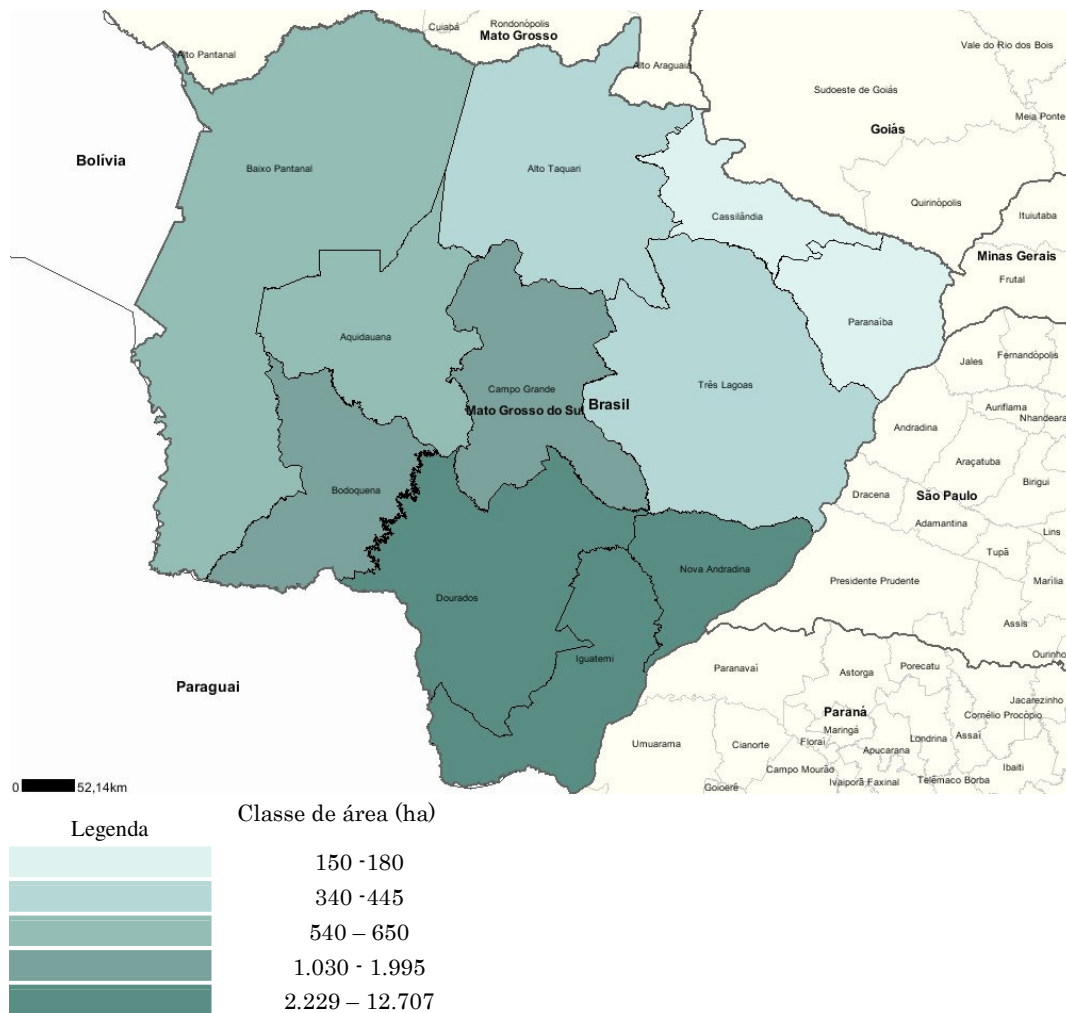 Cuiabá
Rondonópolis
Mato Grosso
Alto Pantanal
Alto Araguaia
Vale do Rio dos Bois
Sudoeste de Goiás
Meia Ponte
Goiás
Bolívia
Baixo Pantanal
Alto Taquari
Quirinópolis
Cassilândia
Ituiutaba
Minas Gerais
Frutal
Paranaíba
Aquidauana
Jales
Fernandópolis
Campo Grande
Três Lagoas
Mato Grosso do Sul
Brasil
Auriflama
Nhandeara
Andradina
Araçatuba
Birigui
Bodoquena
Dracena
São Paulo
Adamantina
Lins
Tupã
Nova Andradina
Presidente Prudente
Marília
Dourados
Assis
Iguatemi
Ourinho
Paranavaí
Astorga
Porecatu
Paraguai
Jacarezinho
Paraná
Cornélio Procópio
Maringá
Umuarama
Cianorte
Floraí
Londrina
Assaí
Apucarana
Campo Mourão
Ibaiti
Goioerê
Ivaiporã
Faxinal
Telêmaco Borba
0 52,14km
Legenda
Classe de área (ha)
150 -180
340 -445
540 – 650
1.030 - 1.995
2.229 – 12.707